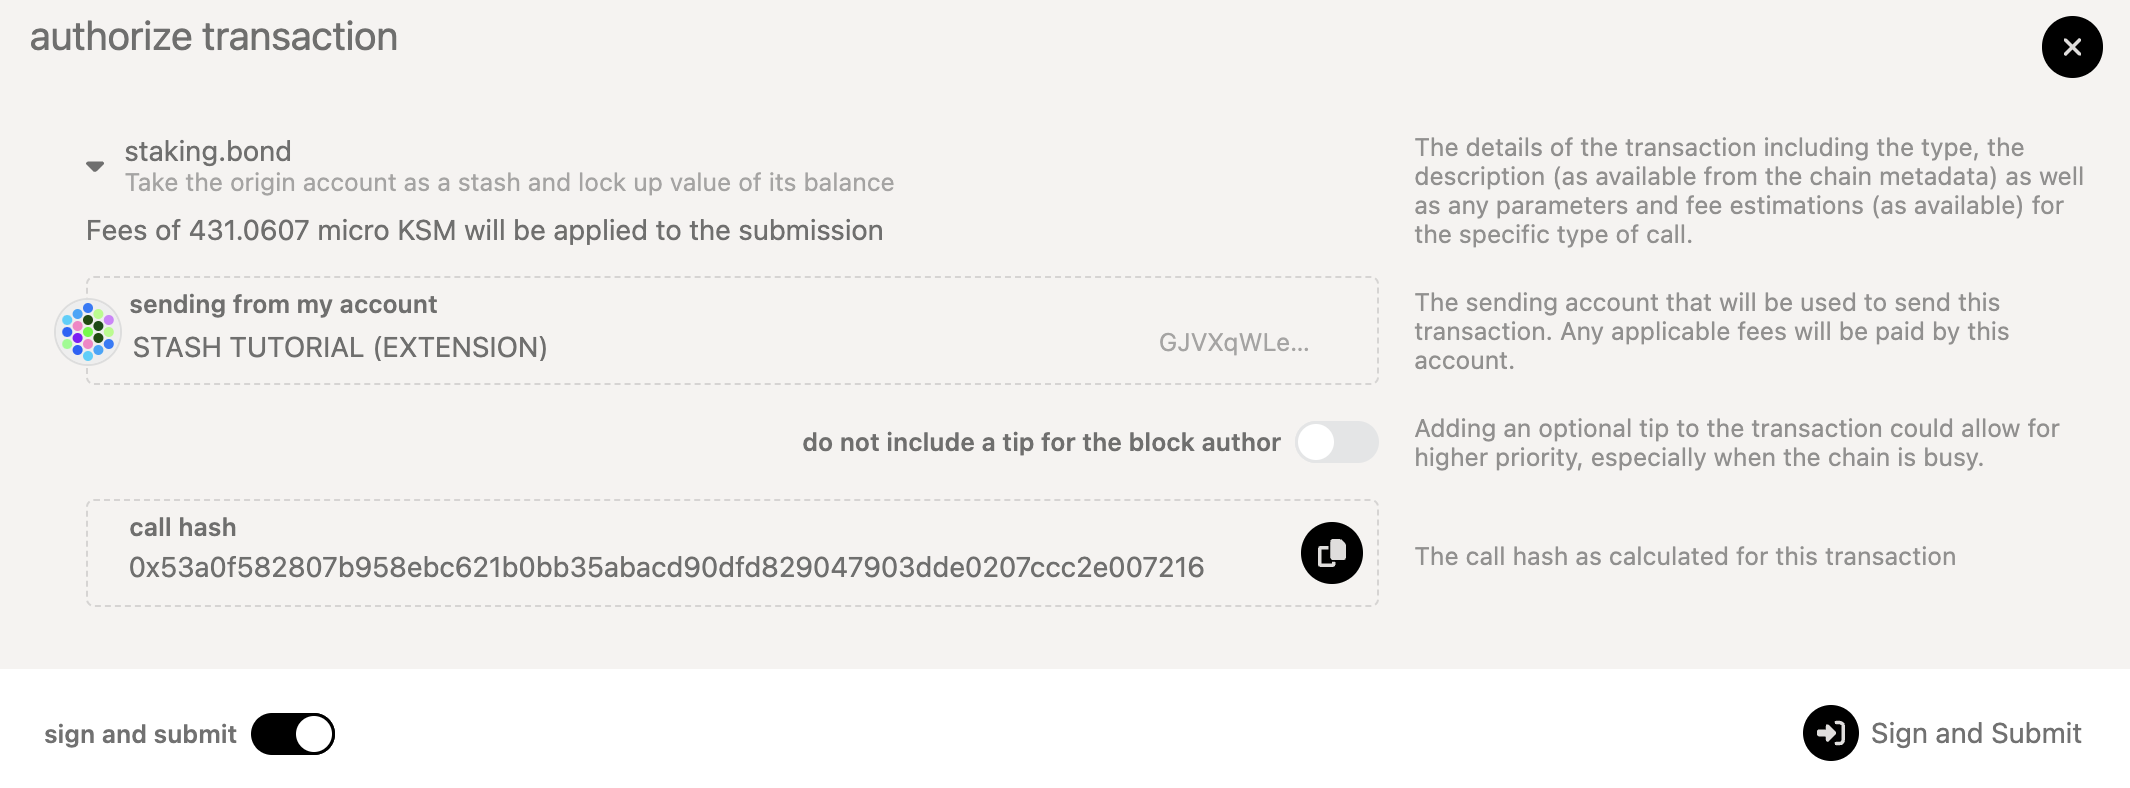 authorize transaction
staking.bond
Take the origin account as a stash and lock up value of its balance
Fees of 431.0607 micro KSM will be applied to the submission
The details of the transaction including the type, the
description (as available from the chain metadata) as well
as any parameters and fee estimations (as available) for
the specific type of call.
sending from my account
STASH TUTORIAL (EXTENSION)
GJVXqWLe...
The sending account that will be used to send this
transaction. Any applicable fees will be paid by this
account.
do not include a tip for the block author
Adding an optional tip to the transaction could allow for
higher priority, especially when the chain is busy.
call hash
0x53a0f582807b958ebc621b0bb35abacd90dfd829047903dde0207ccc2e007216
The call hash as calculated for this transaction
sign and submit
Sign and Submit